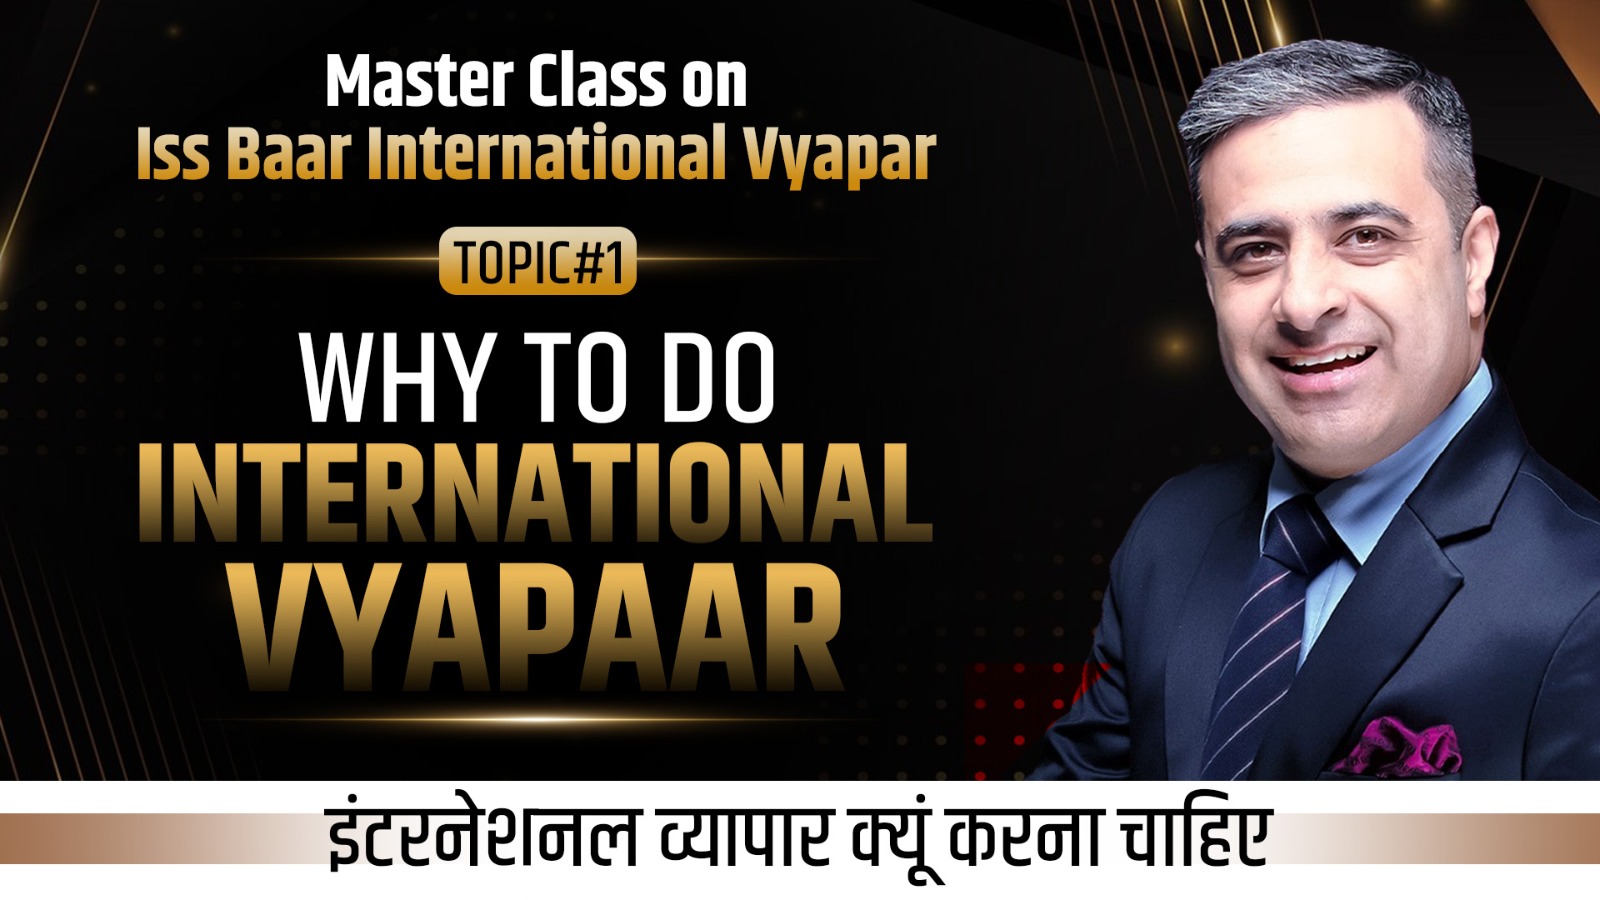 Master Class on
Iss Baar International Vyapar
TOPIC#1
WHY TO DO
INTERNATIONAL
VYAPAAR
इंटरनेशनल व्यापार क्यूं करना चाहिए